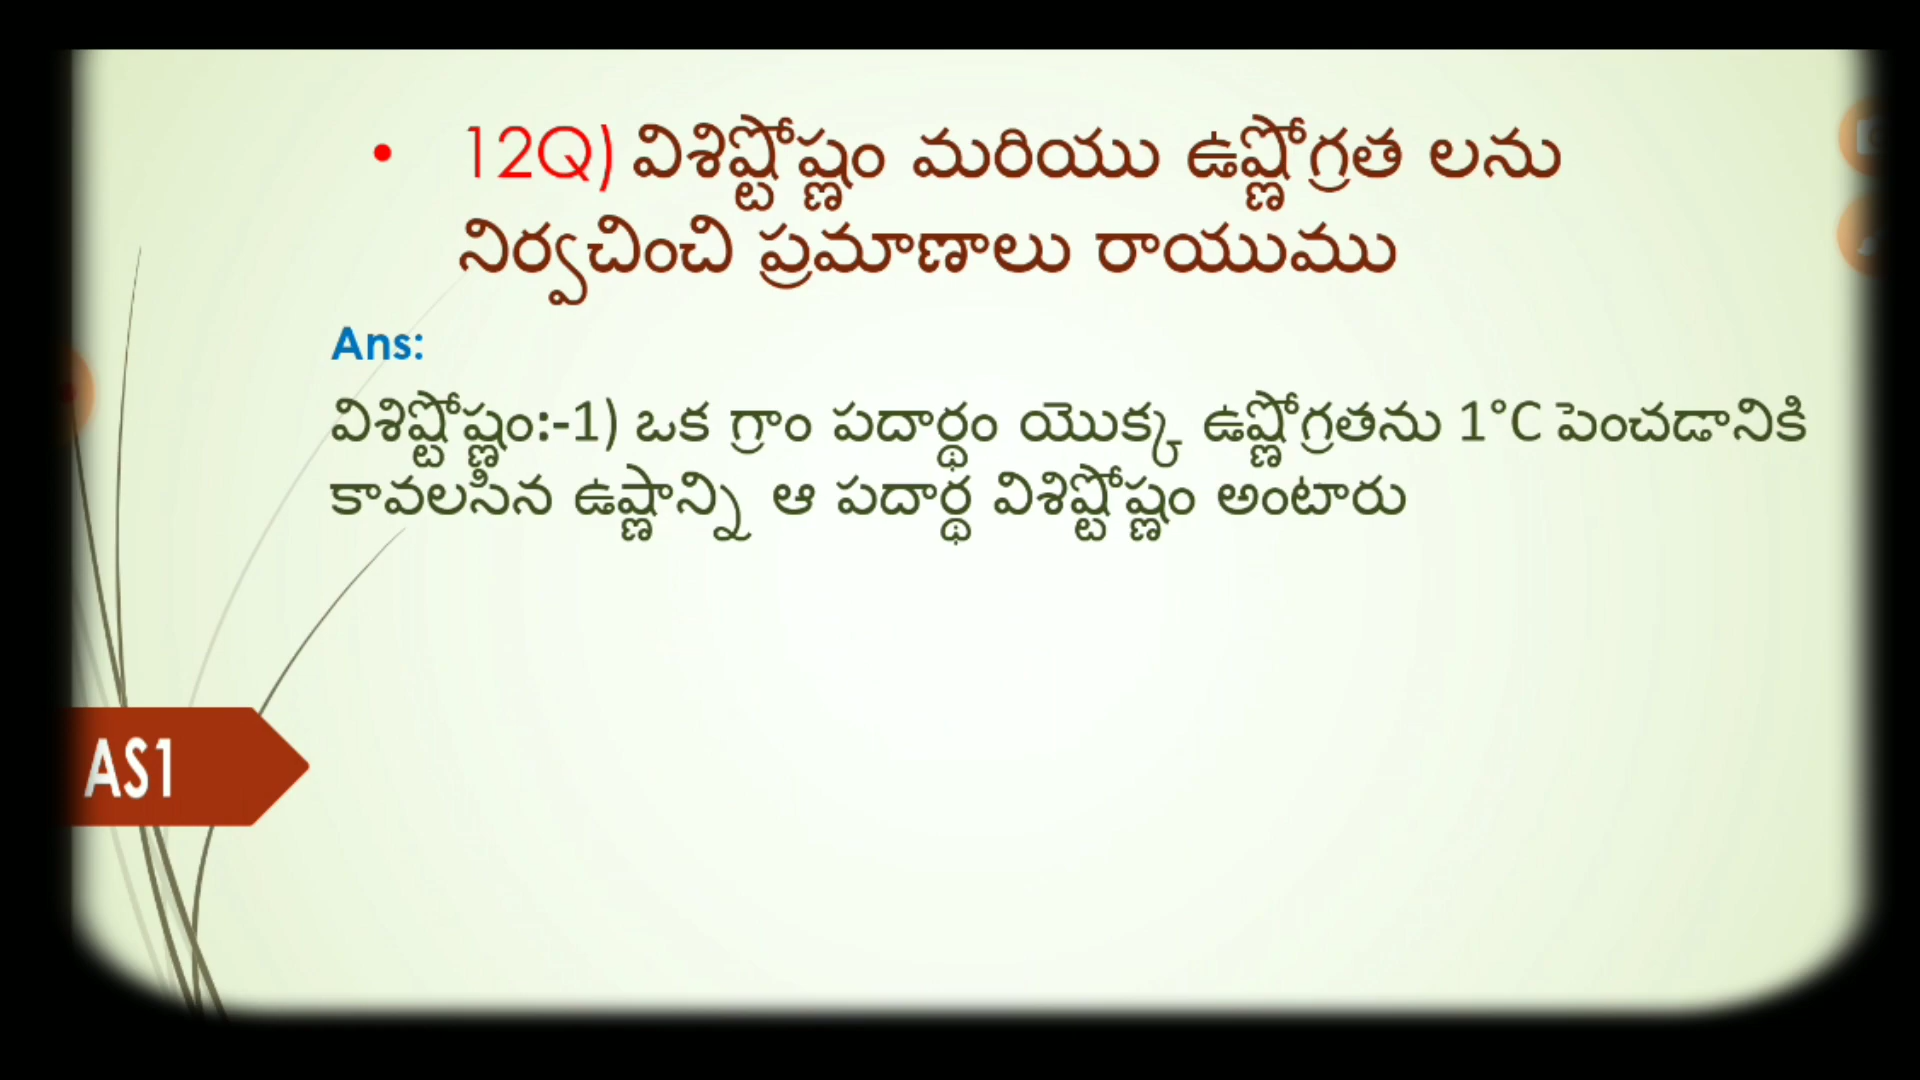 • 12Q) విశిష్టోష్ణం మరియు ఉష్ణోగ్రత లను
నిర్వచించి ప్రమాణాలు రాయుము
Ans:
విశిష్టోష్ణం:-1) ఒక గ్రాం పదార్థం యొక్క ఉష్ణోగ్రతను 1°C పెంచడానికి
కావలసిన ఉష్ణాన్ని ఆ పదార్థ విశిష్టోష్ణం అంటారు
AS1